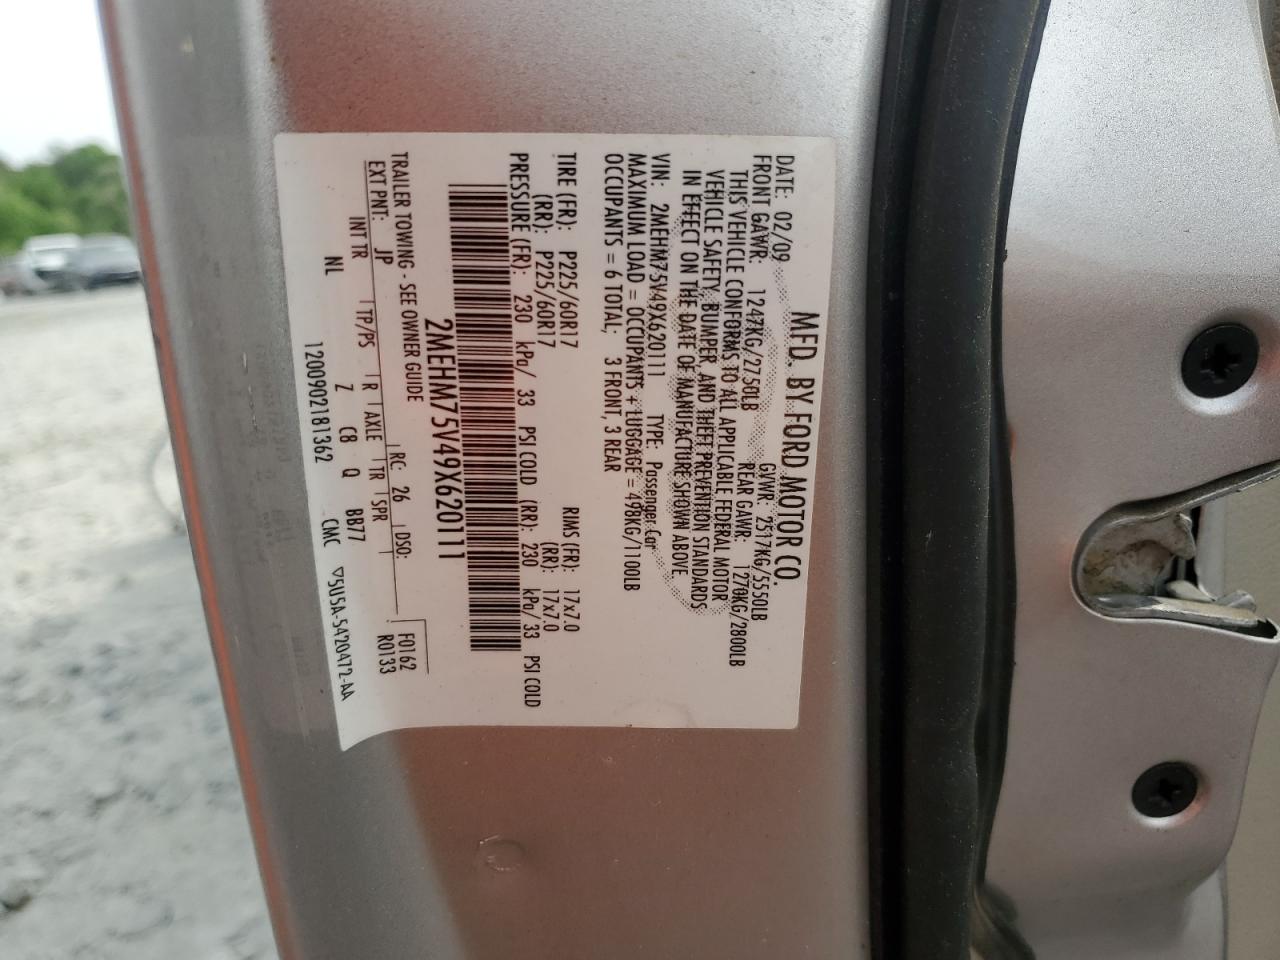 MFD. BY FORD MOTOR CO.
DATE: 02/09 GVWR: 2517KG/5550LB
FRONT GAWR: 1247KG/2750LB REAR GAWR: 1270KG/2800LB
THIS VEHICLE CONFORMS TO ALL APPLICABLE FEDERAL MOTOR
VEHICLE SAFETY, BUMPER, AND THEFT PREVENTION STANDARDS
IN EFFECT ON THE DATE OF MANUFACTURE SHOWN ABOVE
VIN: 2MEHM75V49X620111 TYPE: Passenger Car
MAXIMUM LOAD = OCCUPANTS + LUGGAGE = 498KG/1100LB
OCCUPANTS = 6 TOTAL, 3 FRONT, 3 REAR
TIRE (FR): P225/60R17 RIMS (FR): 17x7.0
(RR): P225/60R17 (RR): 17x7.0
PRESSURE (FR): 230 kPa/ 33 PSI COLD (RR): 230 kPa/33 PSI COLD
2MEHM75V49X620111
TRAILER TOWING - SEE OWNER GUIDE F0162
EXT PNT: JP RC: 26 DSO: R0133
INT TR TP/PS R AXLE TR SPR
NL Z C8 Q BB77
1200902181362 CMC 5U5A-5420472-AA